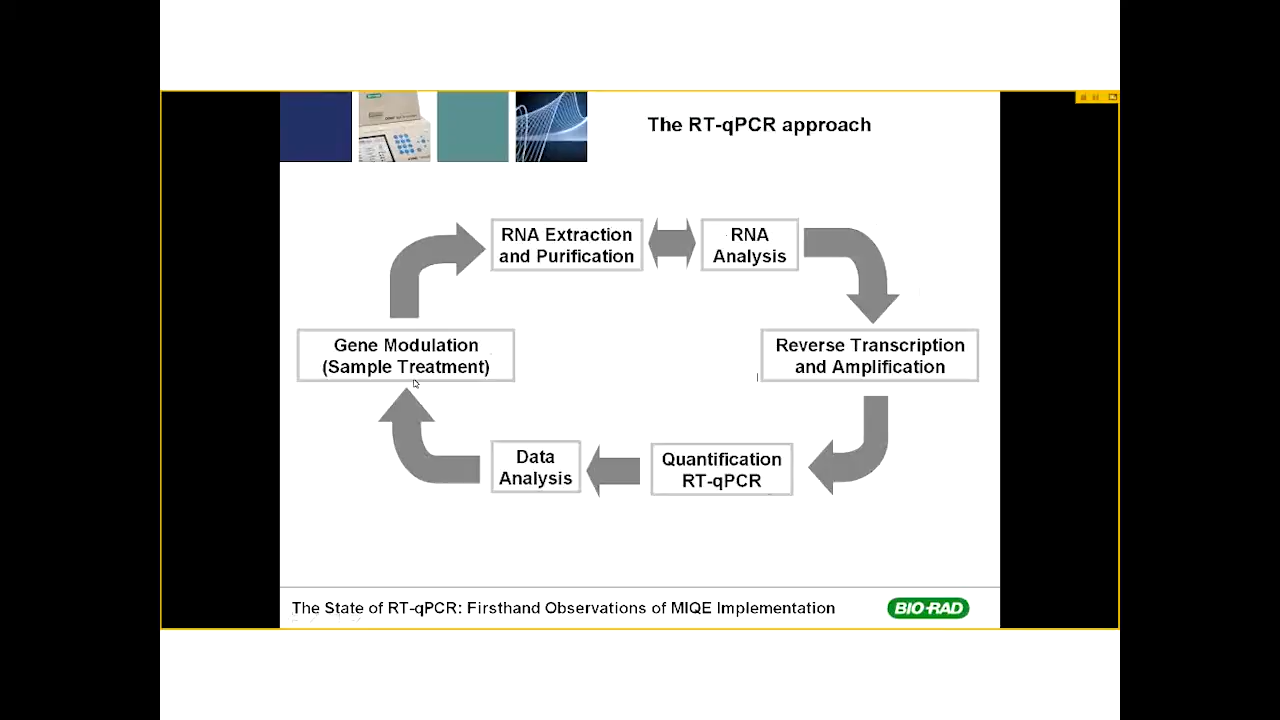 The RT-qPCR approach
RNA Extraction
and Purification
RNA
Analysis
Gene Modulation
(Sample Treatment)
Reverse Transcription
and Amplification
Data
Analysis
Quantification
RT-qPCR
The State of RT-qPCR: Firsthand Observations of MIQE Implementation
BIO-RAD